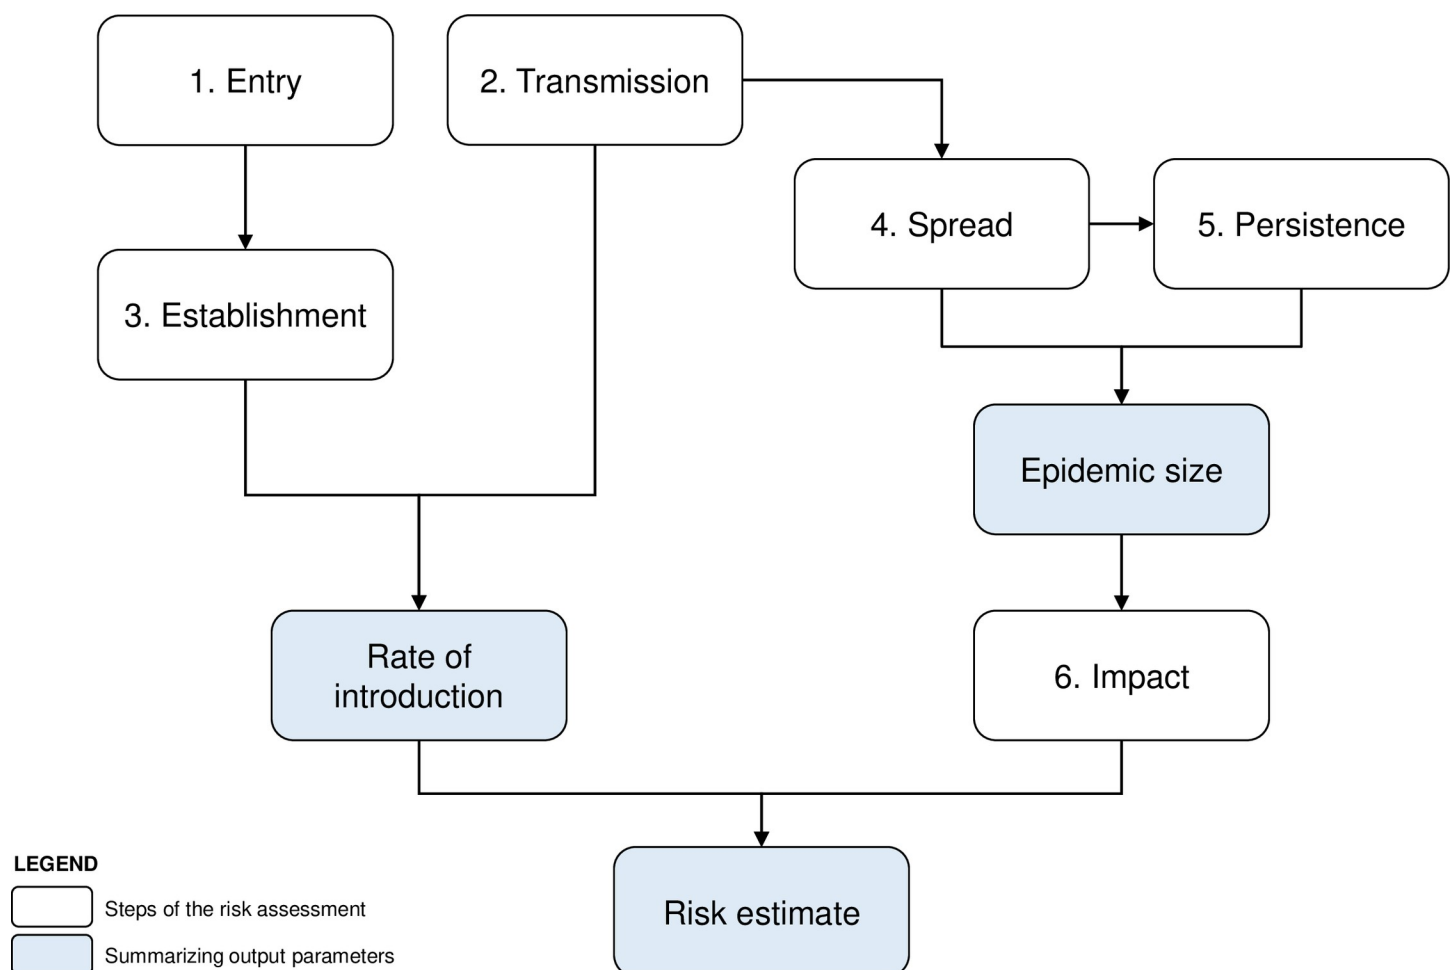 1. Entry
2. Transmission
3. Establishment
4. Spread
5. Persistence
Epidemic size
Rate of
introduction
6. Impact
Risk estimate
LEGEND
Steps of the risk assessment
Summarizing output parameters